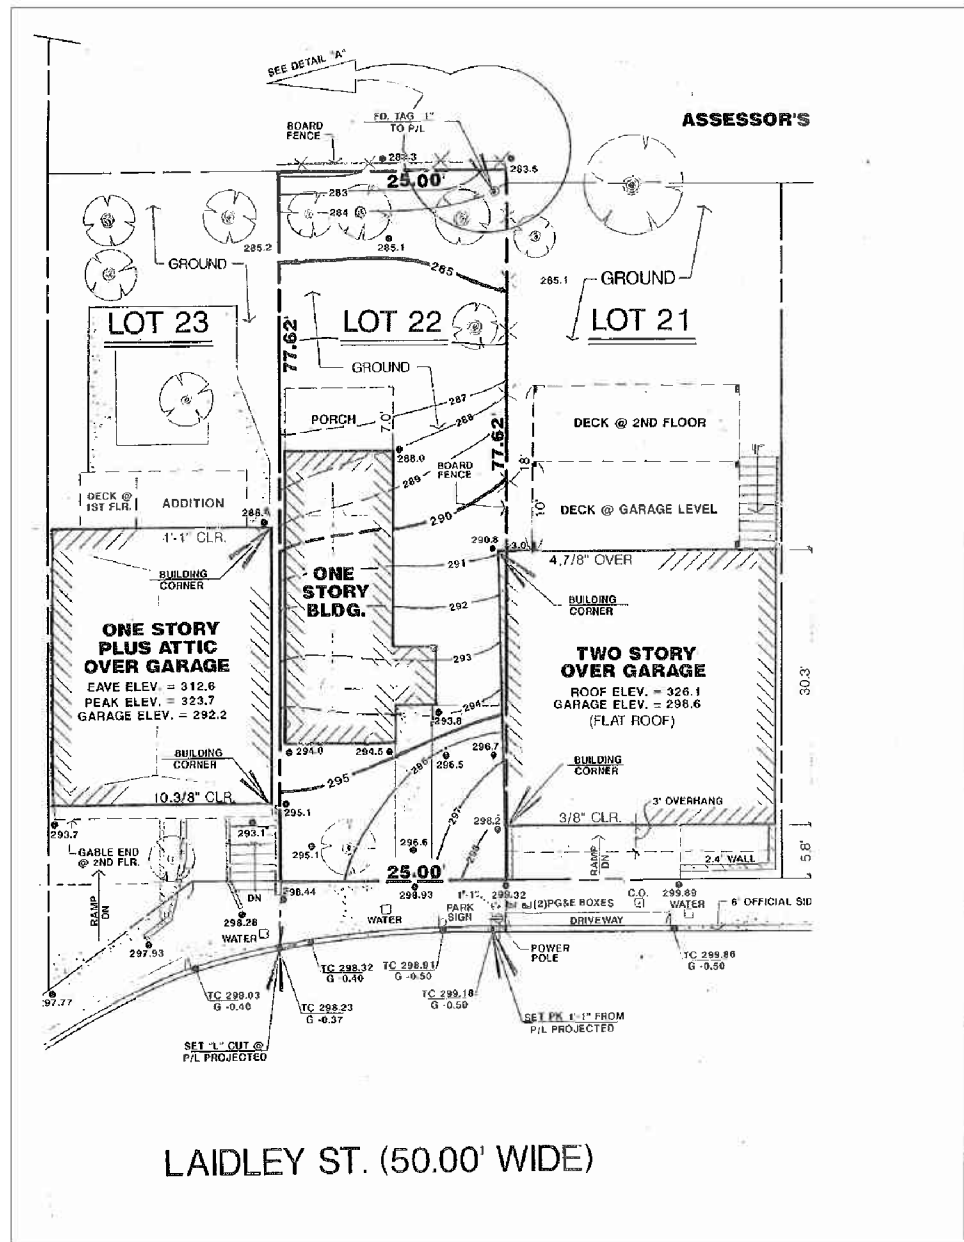 SEE DETAIL "A"
ASSESSOR'S
FD. TAG 1"
TO P/L
BOARD
FENCE
283.5
25.00'
283
284
285.2
285.1
285
285.1
GROUND
GROUND
LOT 23
LOT 22
LOT 21
77.62'
GROUND
PORCH
7.0'
287
288
288.0
77.62'
DECK @ 2ND FLOOR
18'
BOARD
FENCE
289
290
DECK @
1ST FLR.
ADDITION
10'
DECK @ GARAGE LEVEL
1'-1" CLR.
290.8
3.0'
4,7/8" OVER
BUILDING
CORNER
ONE
STORY
BLDG.
291
292
293
BUILDING
CORNER
ONE STORY
PLUS ATTIC
OVER GARAGE
EAVE ELEV. = 312.6
PEAK ELEV. = 323.7
GARAGE ELEV. = 292.2
TWO STORY
OVER GARAGE
ROOF ELEV. = 326.1
GARAGE ELEV. = 298.6
(FLAT ROOF)
30.3'
294
293.8
BUILDING
CORNER
294.0
294.5
296.5
296.7
295
296
BUILDING
CORNER
10.3/8" CLR.
295.1
297
298
298.2
3/8" CLR.
3' OVERHANG
293.7
293.1
295.1
296.6
GABLE END
@ 2ND FLR.
RAMP
DN
2.4' WALL
5.8'
25.00'
RAMP
DN
DN
298.44
298.93
1'-1"
299.32
299.89
C.O.
WATER
PARK
SIGN
(2)PG&E BOXES
6' OFFICIAL SID
298.28
WATER
WATER
DRIVEWAY
297.93
POWER
POLE
TC 298.32
G -0.40
TC 298.91
G -0.50
TC 299.86
G -0.50
297.77
TC 298.03
G -0.40
TC 298.23
G -0.37
TC 299.18
G -0.50
SET PK 1'-1" FROM
P/L PROJECTED
SET "L" CUT @
P/L PROJECTED
LAIDLEY ST. (50.00' WIDE)